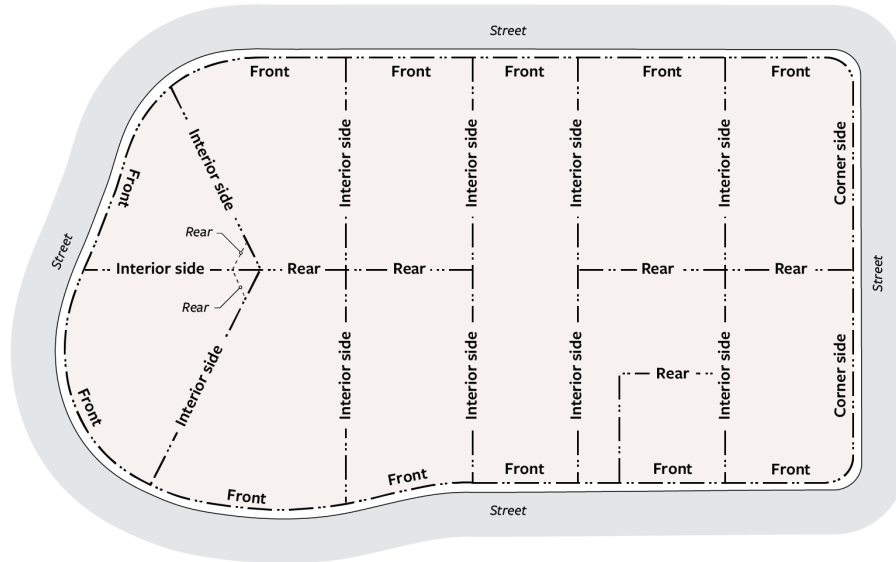 Street
Front
Front
Front
Front
Front
Interior side
Interior side
Interior side
Interior side
Interior side
Corner side
Front
Rear
Street
Interior side
Rear
Rear
Rear
Rear
Street
Rear
Interior side
Interior side
Interior side
Interior side
Interior side
Corner side
Rear
Front
Front
Front
Front
Front
Front
Street